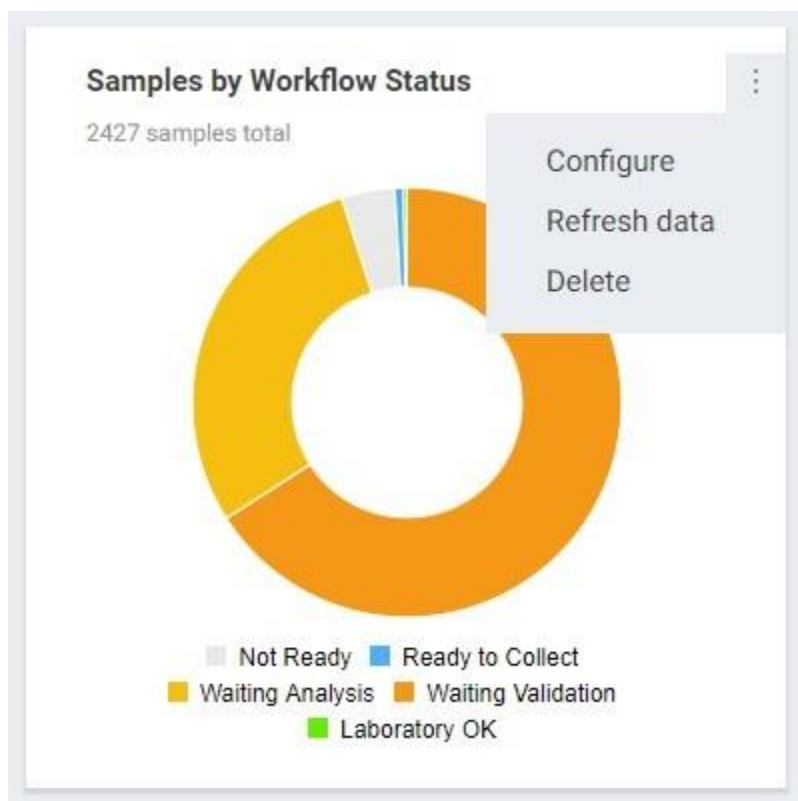 Samples by Workflow Status
2427 samples total
Configure
Refresh data
Delete
Not Ready Ready to Collect
Waiting Analysis Waiting Validation
Laboratory OK